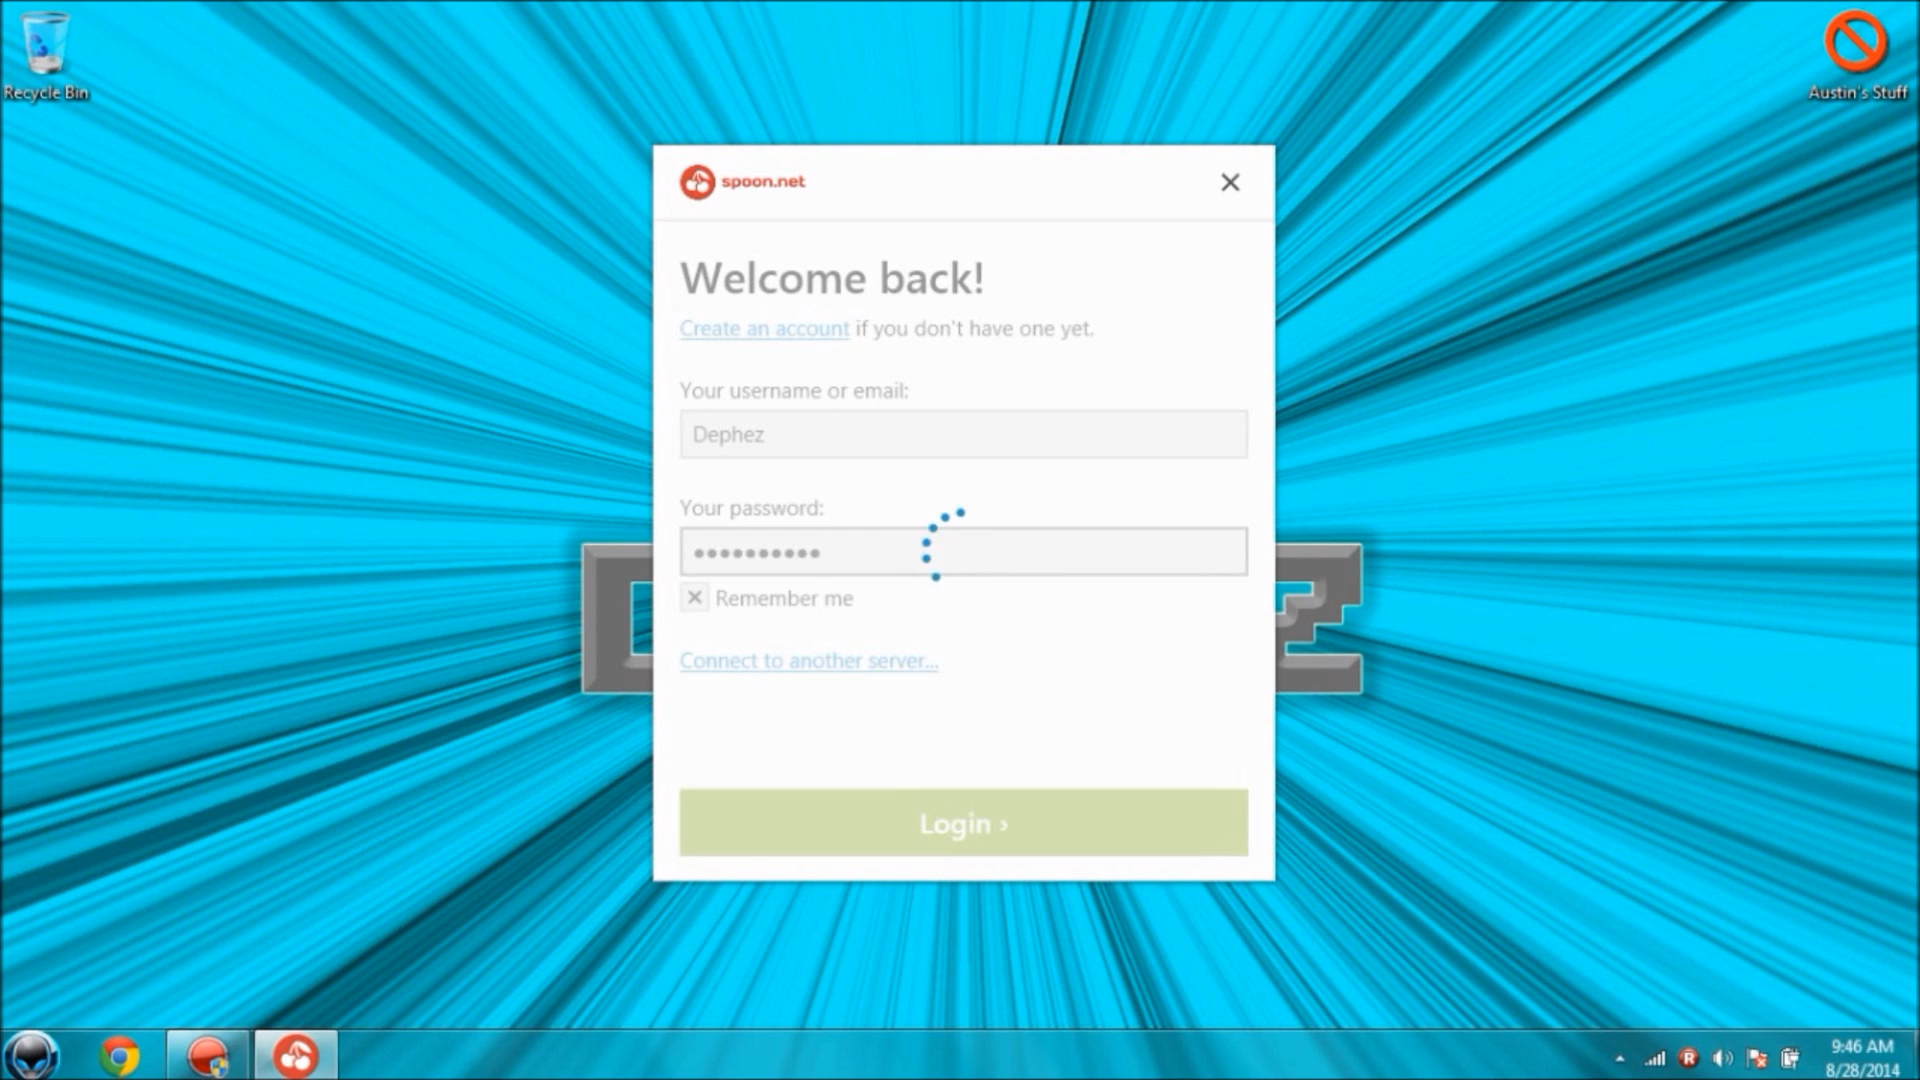 Recycle Bin
Austin's Stuff
spoon.net
Welcome back!
Create an account if you don't have one yet.
Your username or email:
Dephez
Your password:
••••••••••
Remember me
Connect to another server...
Login ›
9:46 AM
8/28/2014